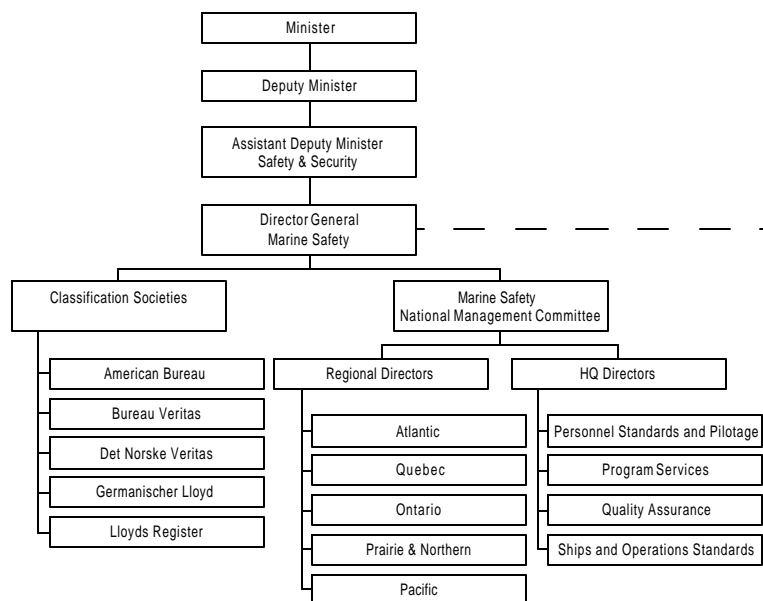 Minister
Deputy Minister
Assistant Deputy Minister
Safety & Security
Director General
Marine Safety
Classification Societies
Marine Safety
National Management Committee
American Bureau
Bureau Veritas
Det Norske Veritas
Germanischer Lloyd
Lloyds Register
Regional Directors
Atlantic
Quebec
Ontario
Prairie & Northern
Pacific
HQ Directors
Personnel Standards and Pilotage
Program Services
Quality Assurance
Ships and Operations Standards